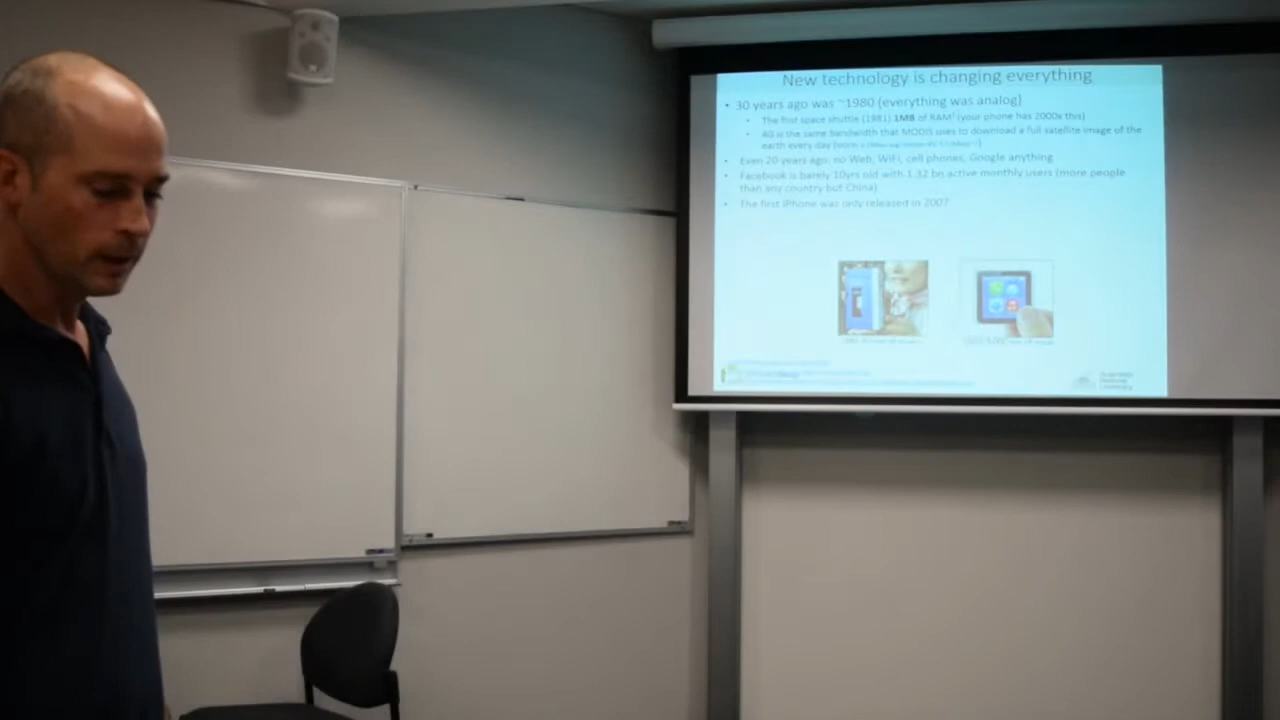 New technology is changing everything
• 30 years ago was ~1980 (everything was analog)
• The first space shuttle (1981) 1MB of RAM¹ (your phone has 2000x this)
• 4G is the same bandwidth that MODIS uses to download a full satellite image of the
earth every day
• Even 20 years ago: no Web, WiFi, cell phones, Google anything
• Facebook is barely 10yrs old with 1.32 bn active monthly users (more people
than any country but China)
• The first iPhone was only released in 2007
Australian
National
University